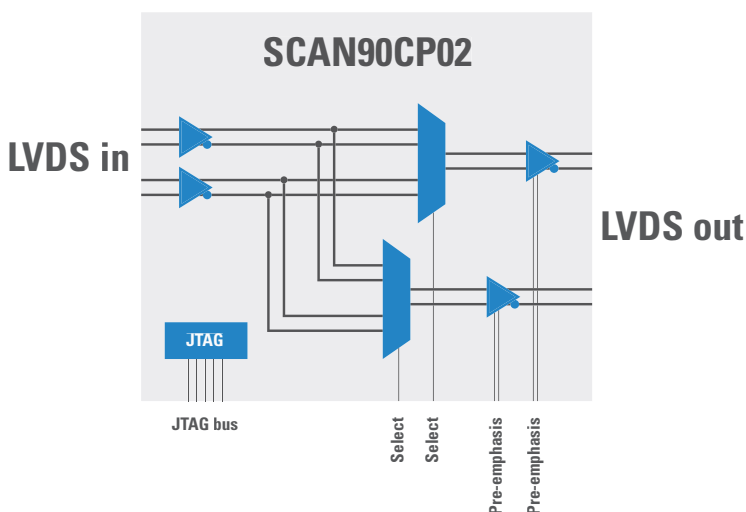 SCAN90CP02
LVDS in
LVDS out
JTAG
JTAG bus
Select
Select
Pre-emphasis
Pre-emphasis